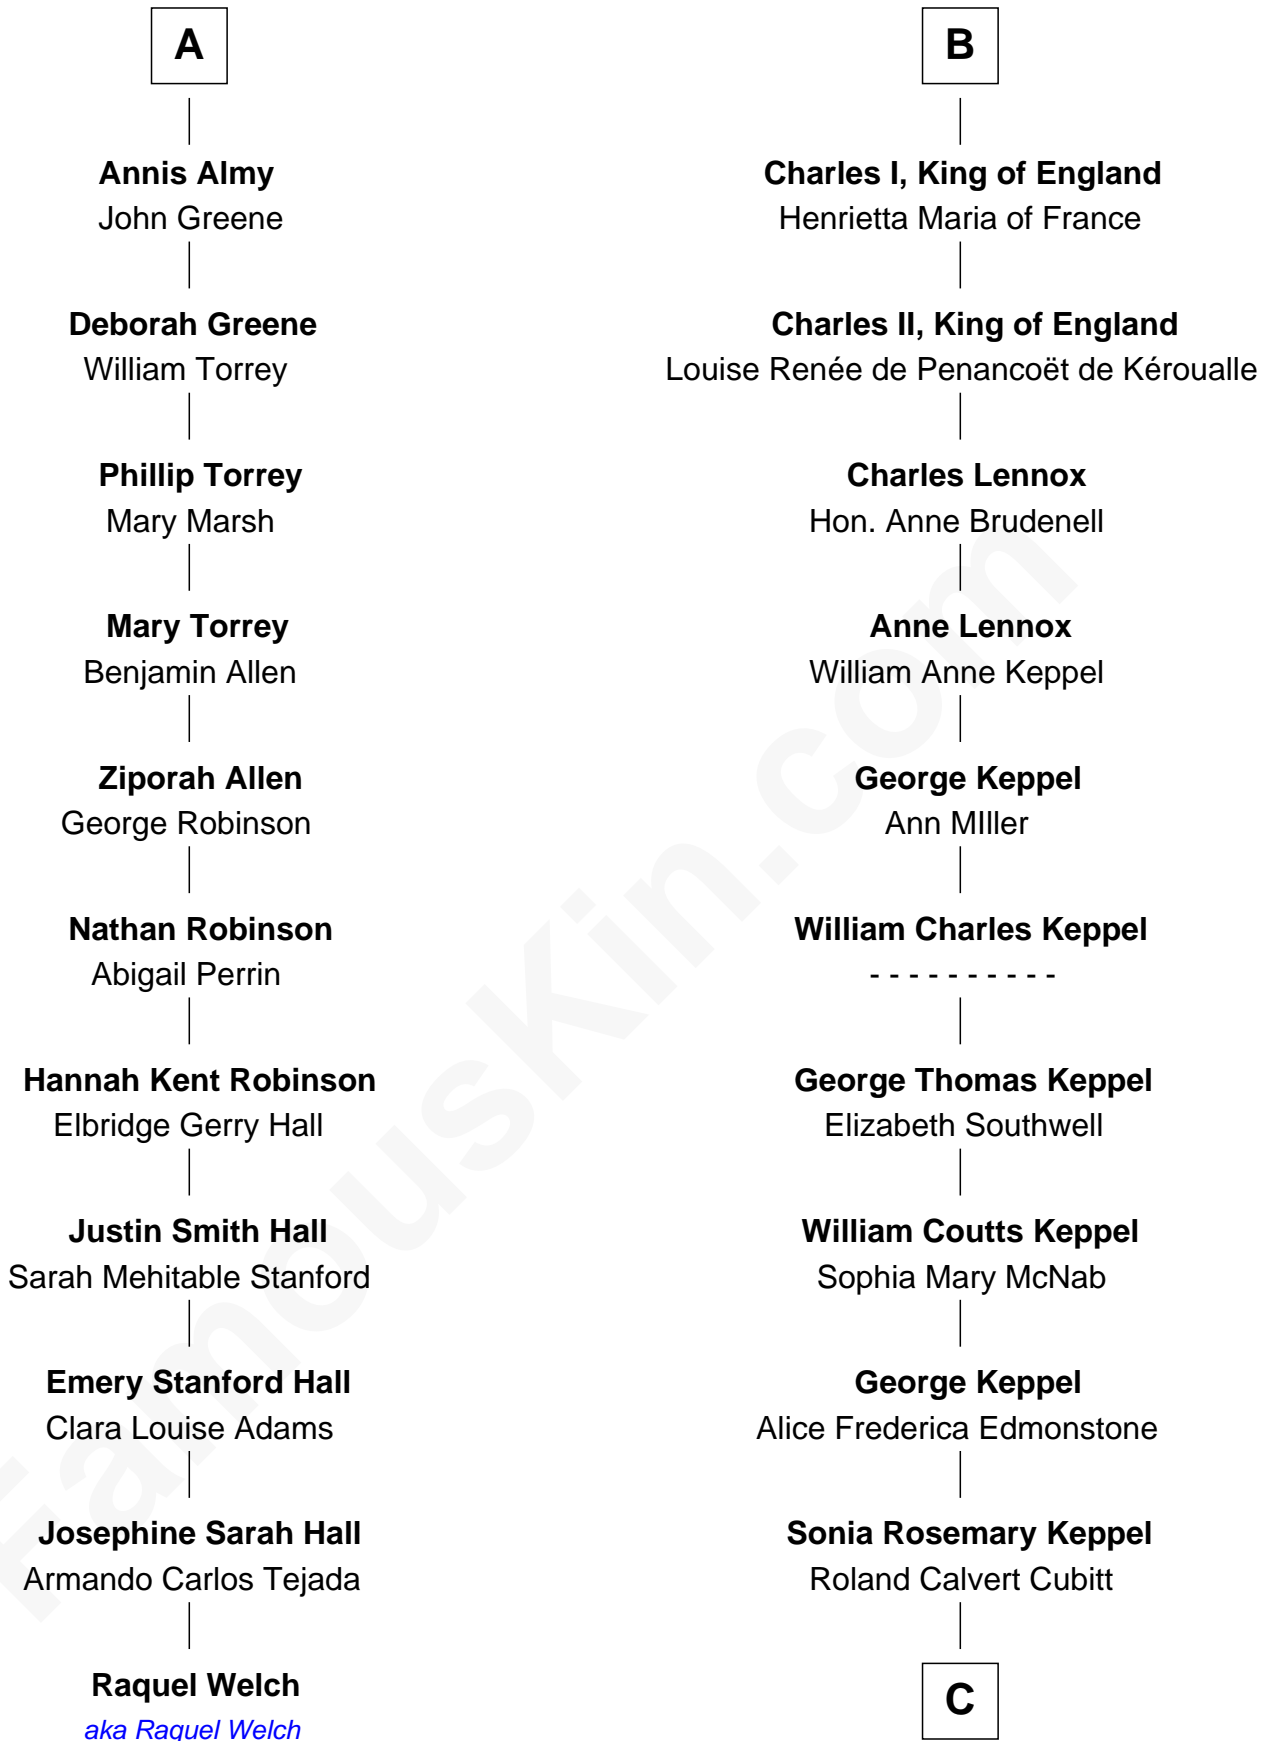 A
Annis Almy
John Greene
Deborah Greene
William Torrey
Phillip Torrey
Mary Marsh
Mary Torrey
Benjamin Allen
Ziporah Allen
George Robinson
Nathan Robinson
Abigail Perrin
Hannah Kent Robinson
Elbridge Gerry Hall
Justin Smith Hall
Sarah Mehitable Stanford
Emery Stanford Hall
Clara Louise Adams
Josephine Sarah Hall
Armando Carlos Tejada
Raquel Welch
aka Raquel Welch
B
Charles I, King of England
Henrietta Maria of France
Charles II, King of England
Louise Renée de Penancoët de Kéroualle
Charles Lennox
Hon. Anne Brudenell
Anne Lennox
William Anne Keppel
George Keppel
Ann MIller
William Charles Keppel
- - - - - - - - - -
George Thomas Keppel
Elizabeth Southwell
William Coutts Keppel
Sophia Mary McNab
George Keppel
Alice Frederica Edmonstone
Sonia Rosemary Keppel
Roland Calvert Cubitt
C
FamousKin.com